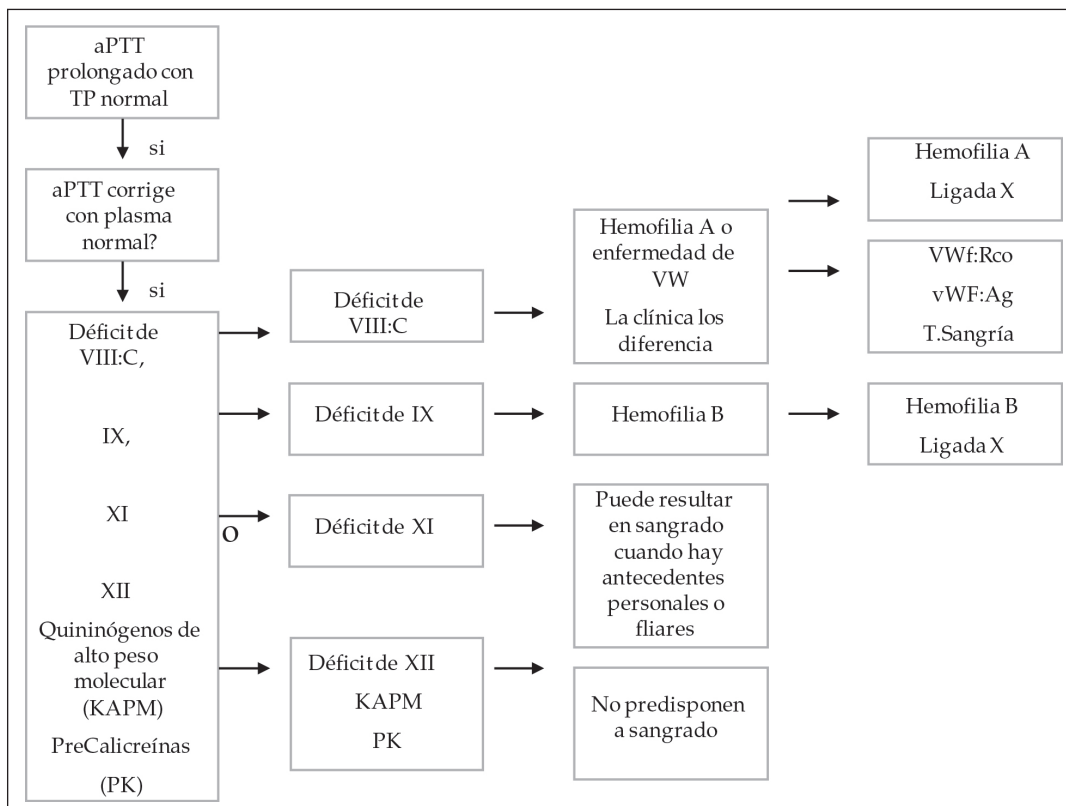 aPTT
prolongado con
TP normal
si
aPTT corrige
con plasma
normal?
si
Déficit de
VIII:C,
IX,
XI
XII
Quininógenos de
alto peso
molecular
(KAPM)
PreCalicreínas
(PK)
o
Déficit de
VIII:C
Déficit de IX
Déficit de XI
Déficit de XII
KAPM
PK
Hemofilia A o
enfermedad de
VW
La clínica los
diferencia
Hemofilia B
Puede resultar
en sangrado
cuando hay
antecedentes
personales o
fliares
No predisponen
a sangrado
Hemofilia A
Ligada X
VWf:Rco
vWF:Ag
T.Sangría
Hemofilia B
Ligada X